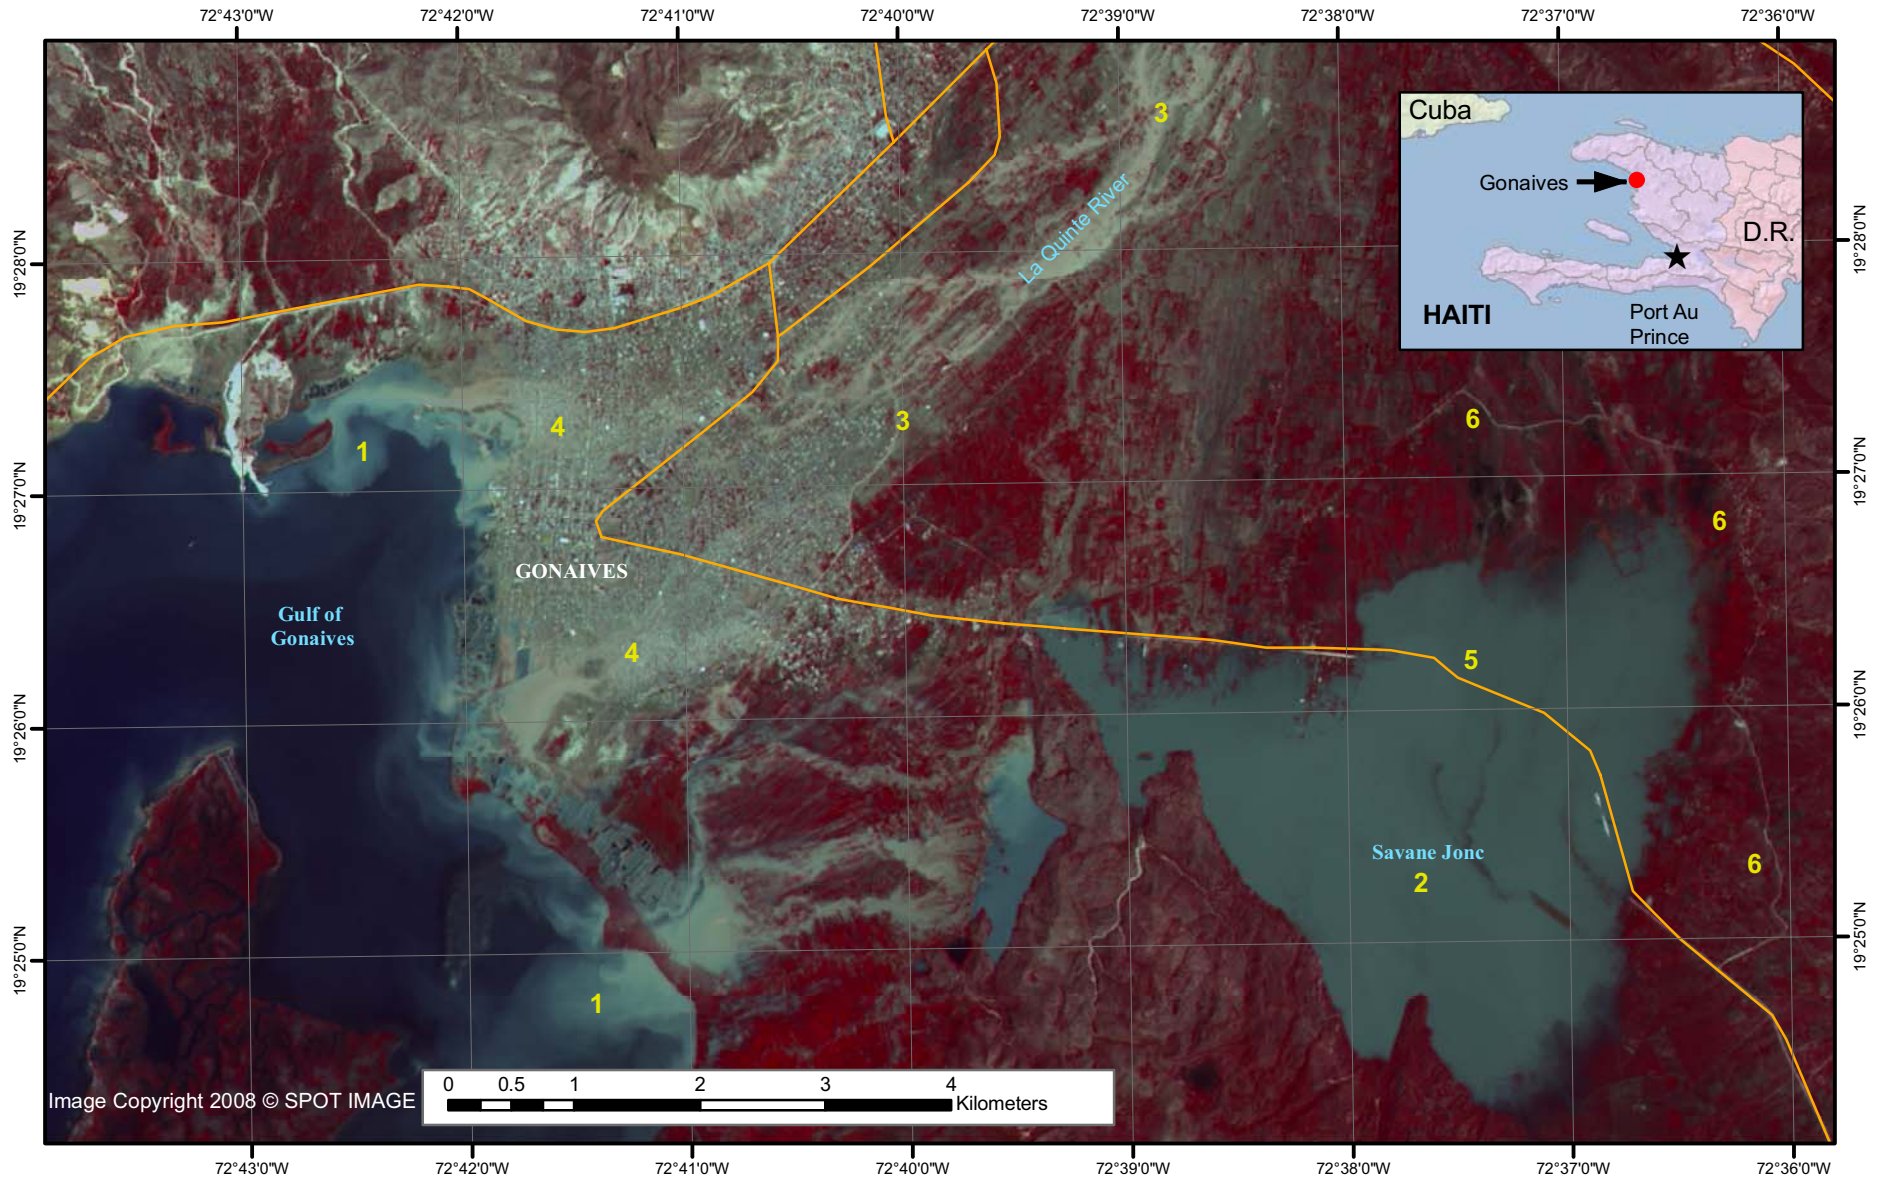 72°43'0"W
72°42'0"W
72°41'0"W
72°40'0"W
72°39'0"W
72°38'0"W
72°37'0"W
72°36'0"W
Cuba
Gonaives
D.R.
HAITI
Port Au
Prince
3
La Quinte River
19°28'0"N
19°28'0"N
4
3
6
1
19°27'0"N
19°27'0"N
6
GONAIVES
Gulf of
Gonaives
4
5
19°26'0"N
19°26'0"N
Savane Jonc
2
6
19°25'0"N
19°25'0"N
1
Image Copyright 2008 © SPOT IMAGE
0 0.5 1 2 3 4
Kilometers
72°43'0"W
72°42'0"W
72°41'0"W
72°40'0"W
72°39'0"W
72°38'0"W
72°37'0"W
72°36'0"W